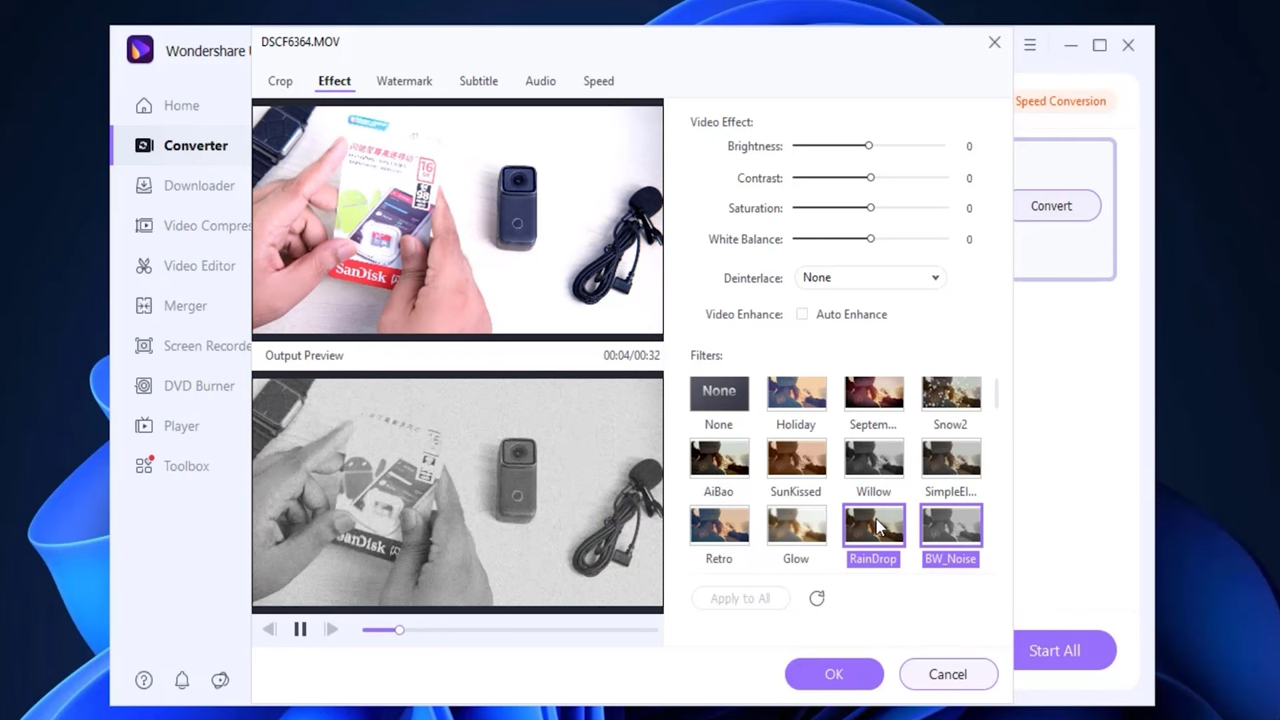 Wondershare
DSCF6364.MOV
Speed Conversion
Crop
Effect
Watermark
Subtitle
Audio
Speed
Home
Converter
Downloader
Video Compres
Video Editor
Merger
Screen Recorde
DVD Burner
Player
Toolbox
16
SanDisk
Output Preview
00:04/00:32
SanDisk
Video Effect:
Brightness: 0
Contrast: 0
Saturation: 0
White Balance: 0
Deinterlace: None
Video Enhance: Auto Enhance
Filters:
None
None
Holiday
Septem...
Snow2
AiBao
SunKissed
Willow
SimpleEl...
Retro
Glow
RainDrop
BW_Noise
Apply to All
Convert
OK
Cancel
Start All